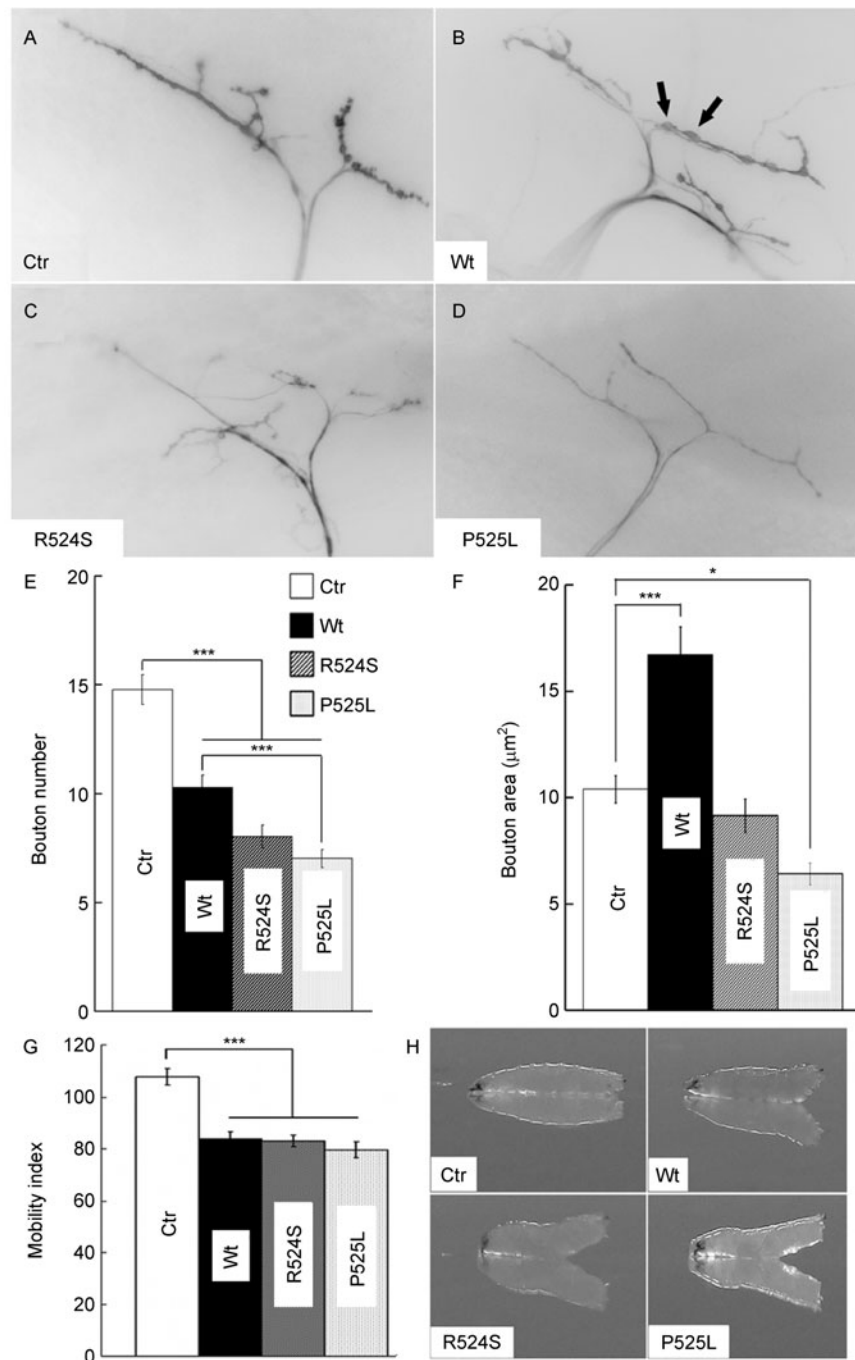 A
Ctr
B
Wt
C
R524S
D
P525L
E
Bouton number
20
15
10
5
0
***
***
Ctr
Wt
R524S
P525L
Ctr
Wt
R524S
P525L
F
Bouton area (μm²)
20
15
10
5
0
*
***
Ctr
Wt
R524S
P525L
G
Mobility index
120
100
80
60
40
20
0
***
Ctr
Wt
R524S
P525L
H
Ctr
Wt
R524S
P525L